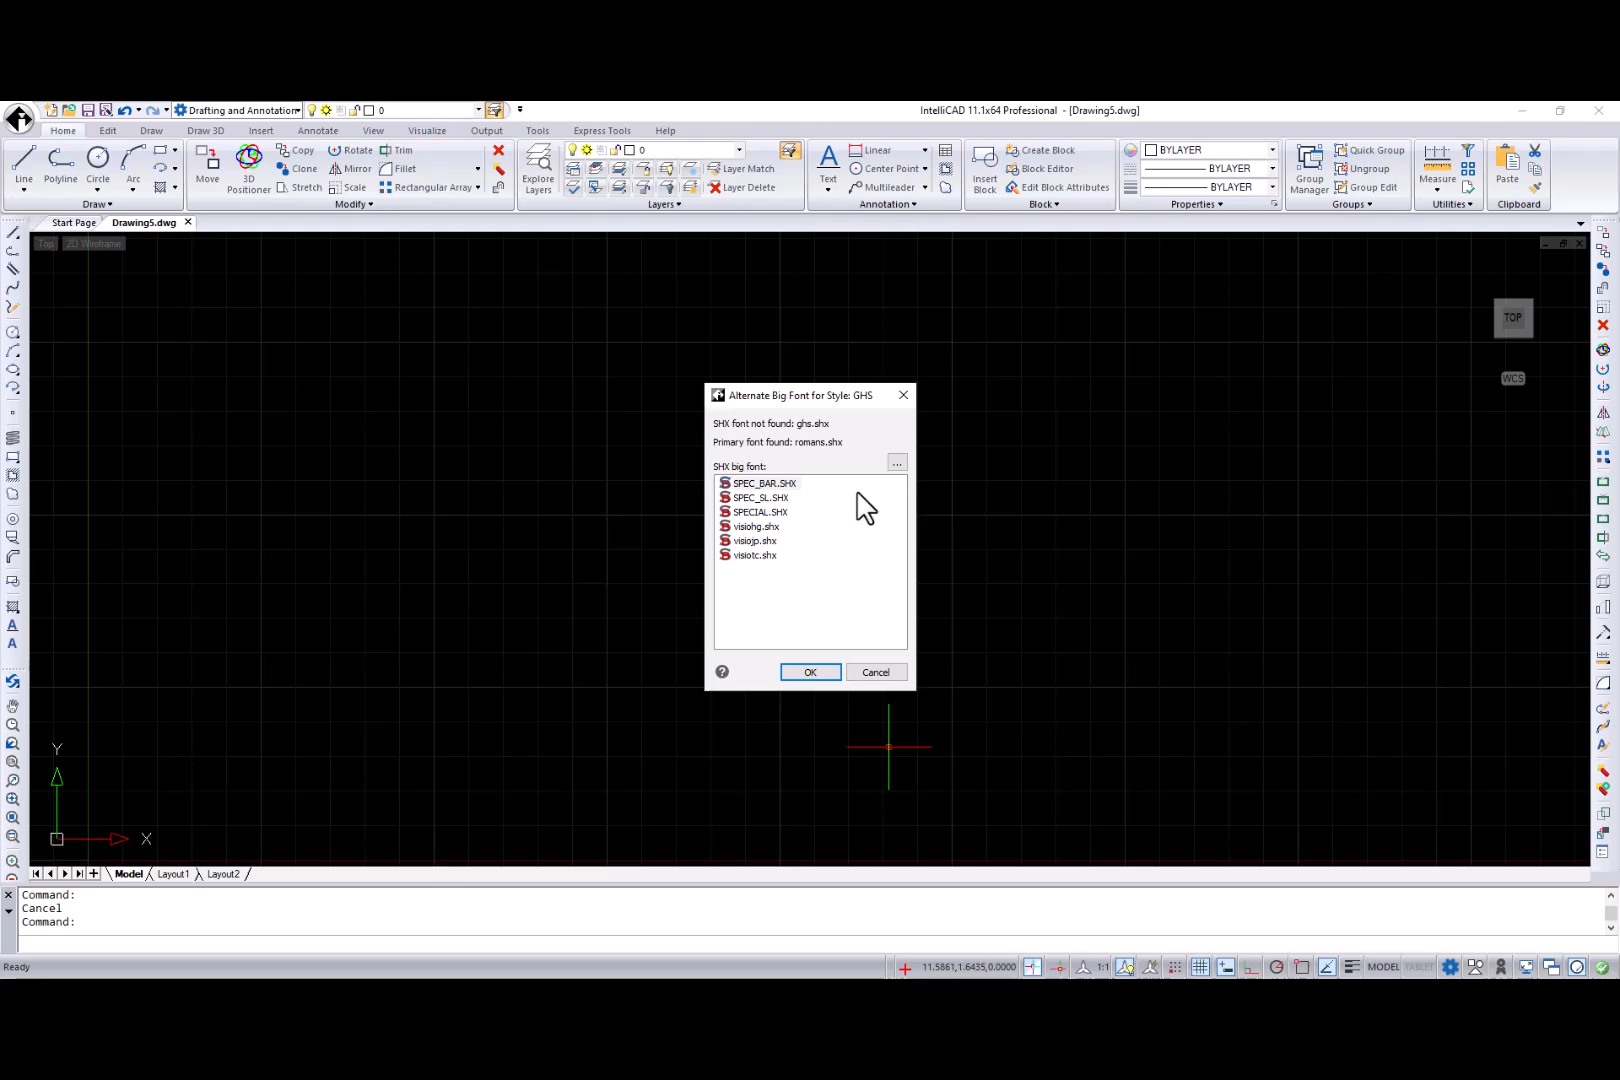 Drafting and Annotation
0
IntelliCAD 11.1x64 Professional - [Drawing5.dwg]
Home Edit Draw Draw 3D Insert Annotate View Visualize Output Tools Express Tools Help
Line
Polyline
Circle
Arc
Draw
Move
3D Positioner
Copy
Clone
Stretch
Rotate
Mirror
Scale
Trim
Fillet
Rectangular Array
Modify
Explore Layers
0
Layer Match
Layer Delete
Layers
Text
Linear
Center Point
Multileader
Annotation
Insert Block
Create Block
Block Editor
Edit Block Attributes
Block
BYLAYER
BYLAYER
BYLAYER
Properties
Group Manager
Quick Group
Ungroup
Group Edit
Groups
Measure
Utilities
Paste
Clipboard
Start Page
Drawing5.dwg
Top
2D Wireframe
TOP
WCS
Alternate Big Font for Style: GHS
SHX font not found: ghs.shx
Primary font found: romans.shx
SHX big font:
...
SPEC_BAR.SHX
SPEC_SL.SHX
SPECIAL.SHX
visiohg.shx
visiojp.shx
visiotc.shx
OK
Cancel
Y
X
Model
Layout1
Layout2
Command:
Cancel
Command:
Ready
11.5861,1.6435,0.0000
1:1
MODEL
TABLET